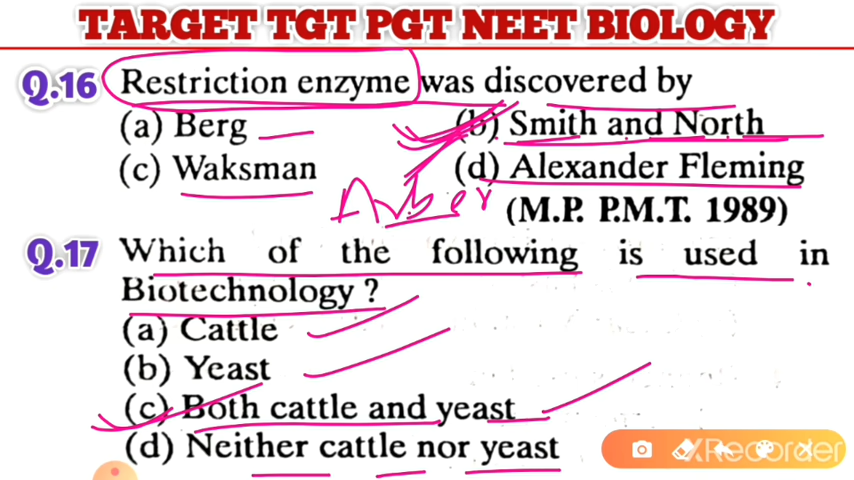 TARGET TGT PGT NEET BIOLOGY
Q.16 Restriction enzyme was discovered by
(a) Berg (b) Smith and North
(c) Waksman (d) Alexander Fleming
Arber (M.P. P.M.T. 1989)
Q.17 Which of the following is used in
Biotechnology ?
(a) Cattle
(b) Yeast
(c) Both cattle and yeast
(d) Neither cattle nor yeast
XRecorder